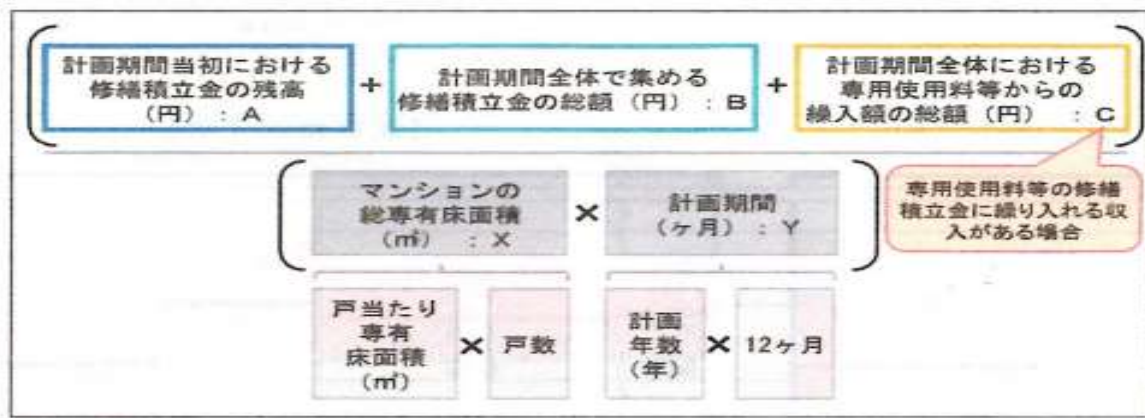 計画期間当初における
修繕積立金の残高
(円) : A
+
計画期間全体で集める
修繕積立金の総額 (円) : B
+
計画期間全体における
専用使用料等からの
繰入額の総額 (円) : C
マンションの
総専有床面積
(㎡) : X
×
計画期間
(ヶ月) : Y
専用使用料等の修繕
積立金に繰り入れる収
入がある場合
戸当たり
専有
床面積
(㎡)
×
戸数
計画
年数
(年)
×
12ヶ月